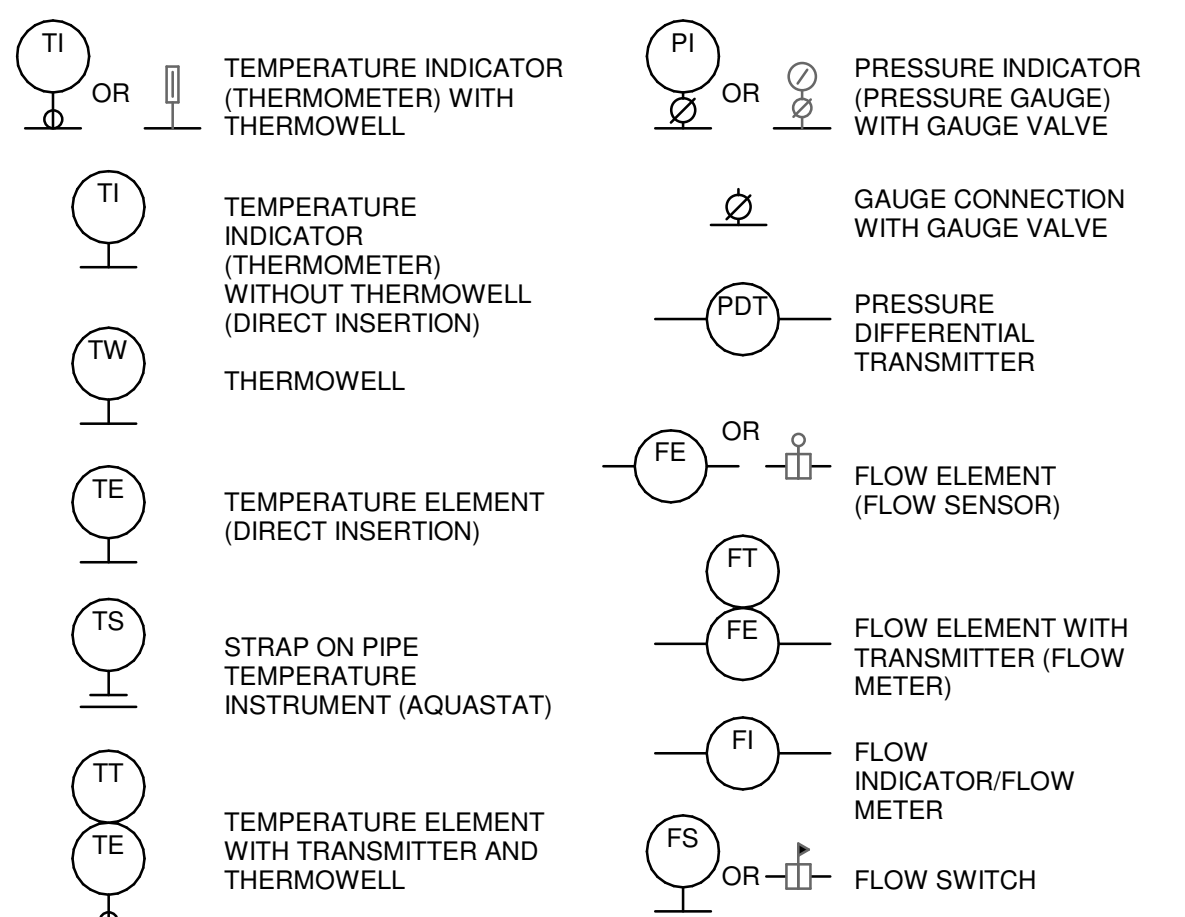 TI
OR
TEMPERATURE INDICATOR
(THERMOMETER) WITH
THERMOWELL
TI
TEMPERATURE
INDICATOR
(THERMOMETER)
WITHOUT THERMOWELL
(DIRECT INSERTION)
TW
THERMOWELL
TE
TEMPERATURE ELEMENT
(DIRECT INSERTION)
TS
STRAP ON PIPE
TEMPERATURE
INSTRUMENT (AQUASTAT)
TT
TE
TEMPERATURE ELEMENT
WITH TRANSMITTER AND
THERMOWELL
PI
OR
PRESSURE INDICATOR
(PRESSURE GAUGE)
WITH GAUGE VALVE
GAUGE CONNECTION
WITH GAUGE VALVE
PDT
PRESSURE
DIFFERENTIAL
TRANSMITTER
FE
OR
FLOW ELEMENT
(FLOW SENSOR)
FT
FE
FLOW ELEMENT WITH
TRANSMITTER (FLOW
METER)
FI
FLOW
INDICATOR/FLOW
METER
FS
OR
FLOW SWITCH